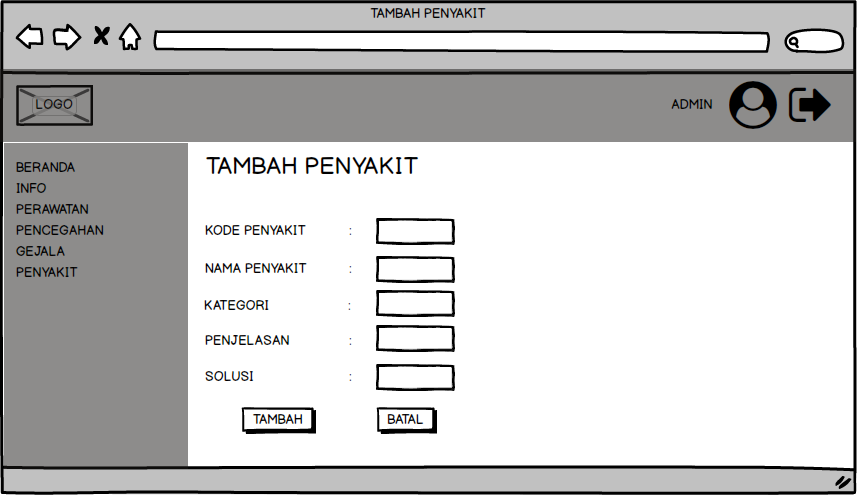 TAMBAH PENYAKIT
LOGO
ADMIN
BERANDA
INFO
PERAWATAN
PENCEGAHAN
GEJALA
PENYAKIT
TAMBAH PENYAKIT
KODE PENYAKIT :
NAMA PENYAKIT :
KATEGORI :
PENJELASAN :
SOLUSI :
TAMBAH BATAL